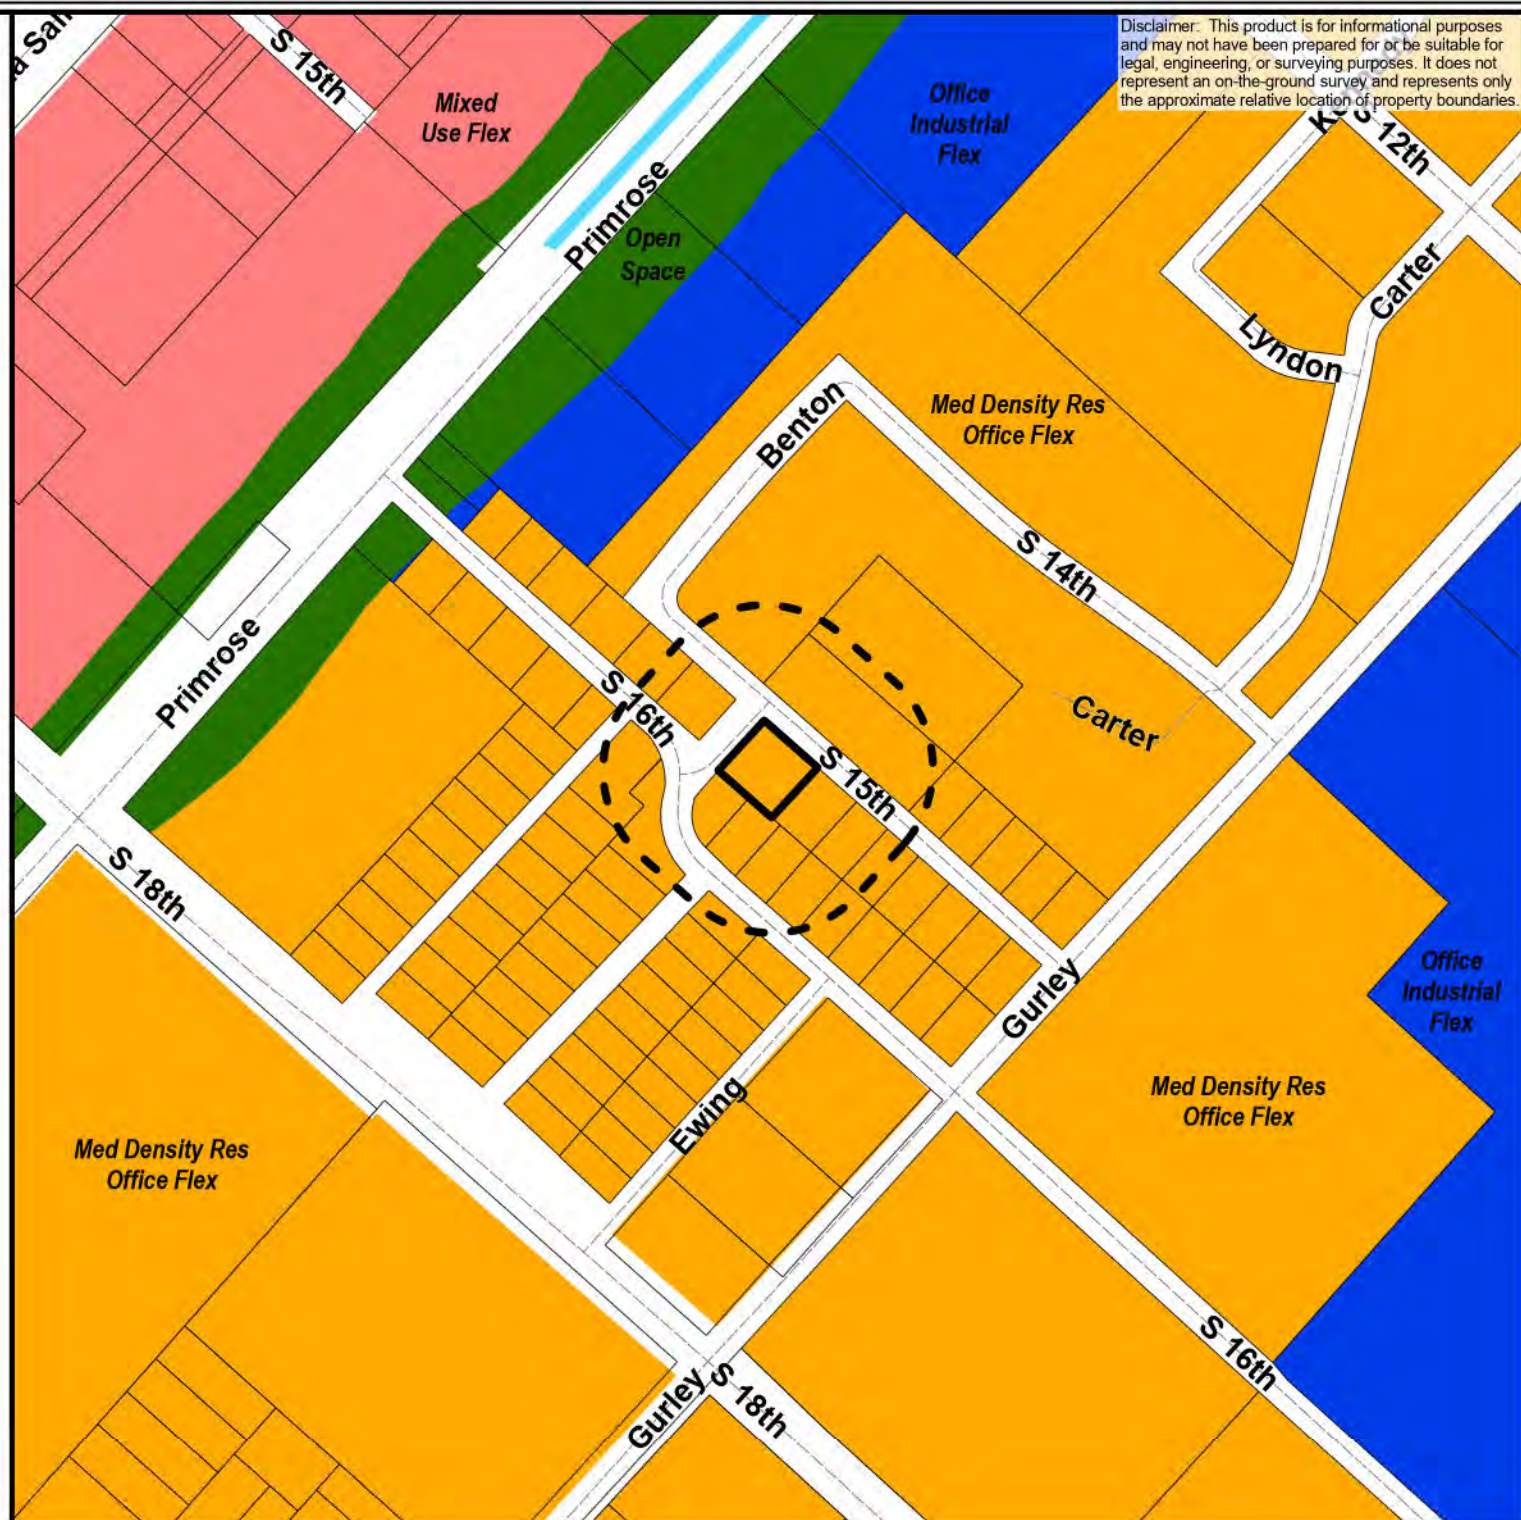 Disclaimer: This product is for informational purposes
and may not have been prepared for or be suitable for
legal, engineering, or surveying purposes. It does not
represent an on-the-ground survey and represents only
the approximate relative location of property boundaries.
S 15th
Mixed
Use Flex
Office
Industrial
Flex
S 12th
Primrose
Open
Space
Carter
Lyndon
Benton
Med Density Res
Office Flex
S 14th
Primrose
S 16th
Carter
S 15th
S 18th
Gurley
Office
Industrial
Flex
Ewing
Med Density Res
Office Flex
Med Density Res
Office Flex
S 16th
Gurley
S 18th